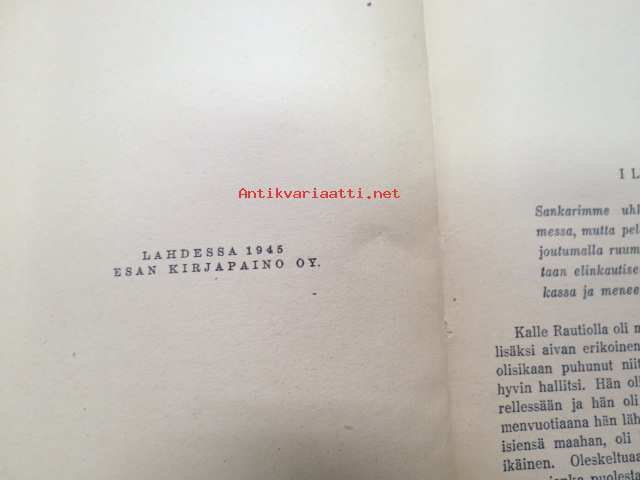 Antikvariaatti.net
LAHDESSA 1945
ESAN KIRJAPAINO OY.
I L
Sankarimme uhl
messa, mutta pel
joutumalla ruum
taan elinkautise
kassa ja menee
Kalle Rautiolla oli m
lisäksi aivan erikoinen
olisikaan puhunut niit
hyvin hallitsi. Hän oli
rellessään ja hän oli
menvuotiaana hän läh
isiensä maahan, oli
ikäinen. Oleskeltuaa
puolesta